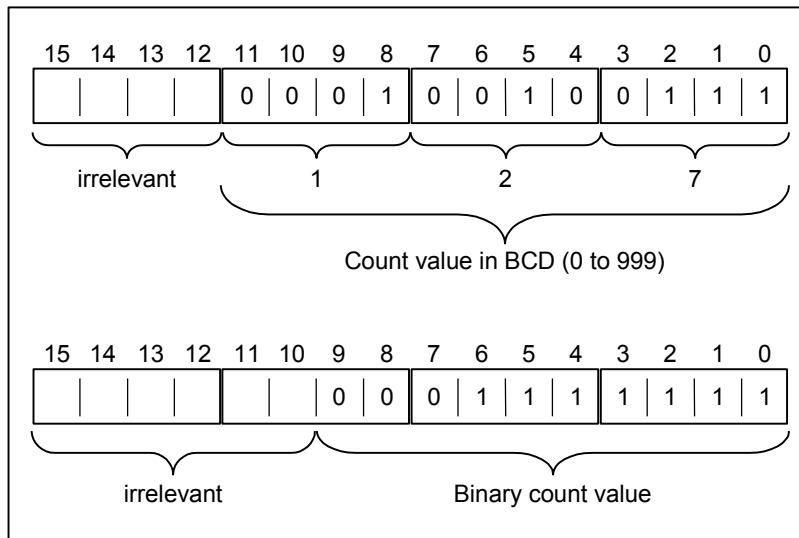 15 14 13 12 11 10 9 8 7 6 5 4 3 2 1 0
0 0 0 1 0 0 1 0 0 1 1 1
irrelevant 1 2 7
Count value in BCD (0 to 999)
15 14 13 12 11 10 9 8 7 6 5 4 3 2 1 0
0 0 0 1 1 1 1 1 1 1
irrelevant Binary count value